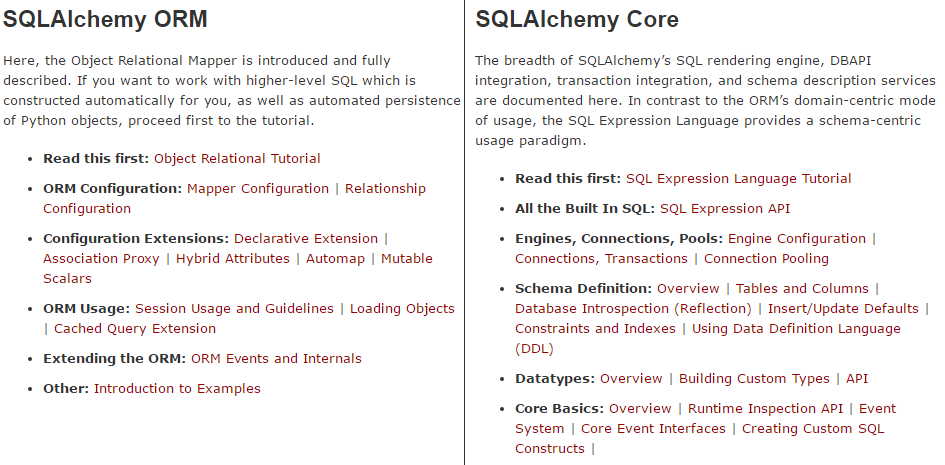 SQLAlchemy ORM
Here, the Object Relational Mapper is introduced and fully
described. If you want to work with higher-level SQL which is
constructed automatically for you, as well as automated persistence
of Python objects, proceed first to the tutorial.
• Read this first: Object Relational Tutorial
• ORM Configuration: Mapper Configuration | Relationship
Configuration
• Configuration Extensions: Declarative Extension |
Association Proxy | Hybrid Attributes | Automap | Mutable
Scalars
• ORM Usage: Session Usage and Guidelines | Loading Objects
| Cached Query Extension
• Extending the ORM: ORM Events and Internals
• Other: Introduction to Examples
SQLAlchemy Core
The breadth of SQLAlchemy’s SQL rendering engine, DBAPI
integration, transaction integration, and schema description services
are documented here. In contrast to the ORM’s domain-centric mode
of usage, the SQL Expression Language provides a schema-centric
usage paradigm.
• Read this first: SQL Expression Language Tutorial
• All the Built In SQL: SQL Expression API
• Engines, Connections, Pools: Engine Configuration |
Connections, Transactions | Connection Pooling
• Schema Definition: Overview | Tables and Columns |
Database Introspection (Reflection) | Insert/Update Defaults |
Constraints and Indexes | Using Data Definition Language
(DDL)
• Datatypes: Overview | Building Custom Types | API
• Core Basics: Overview | Runtime Inspection API | Event
System | Core Event Interfaces | Creating Custom SQL
Constructs |